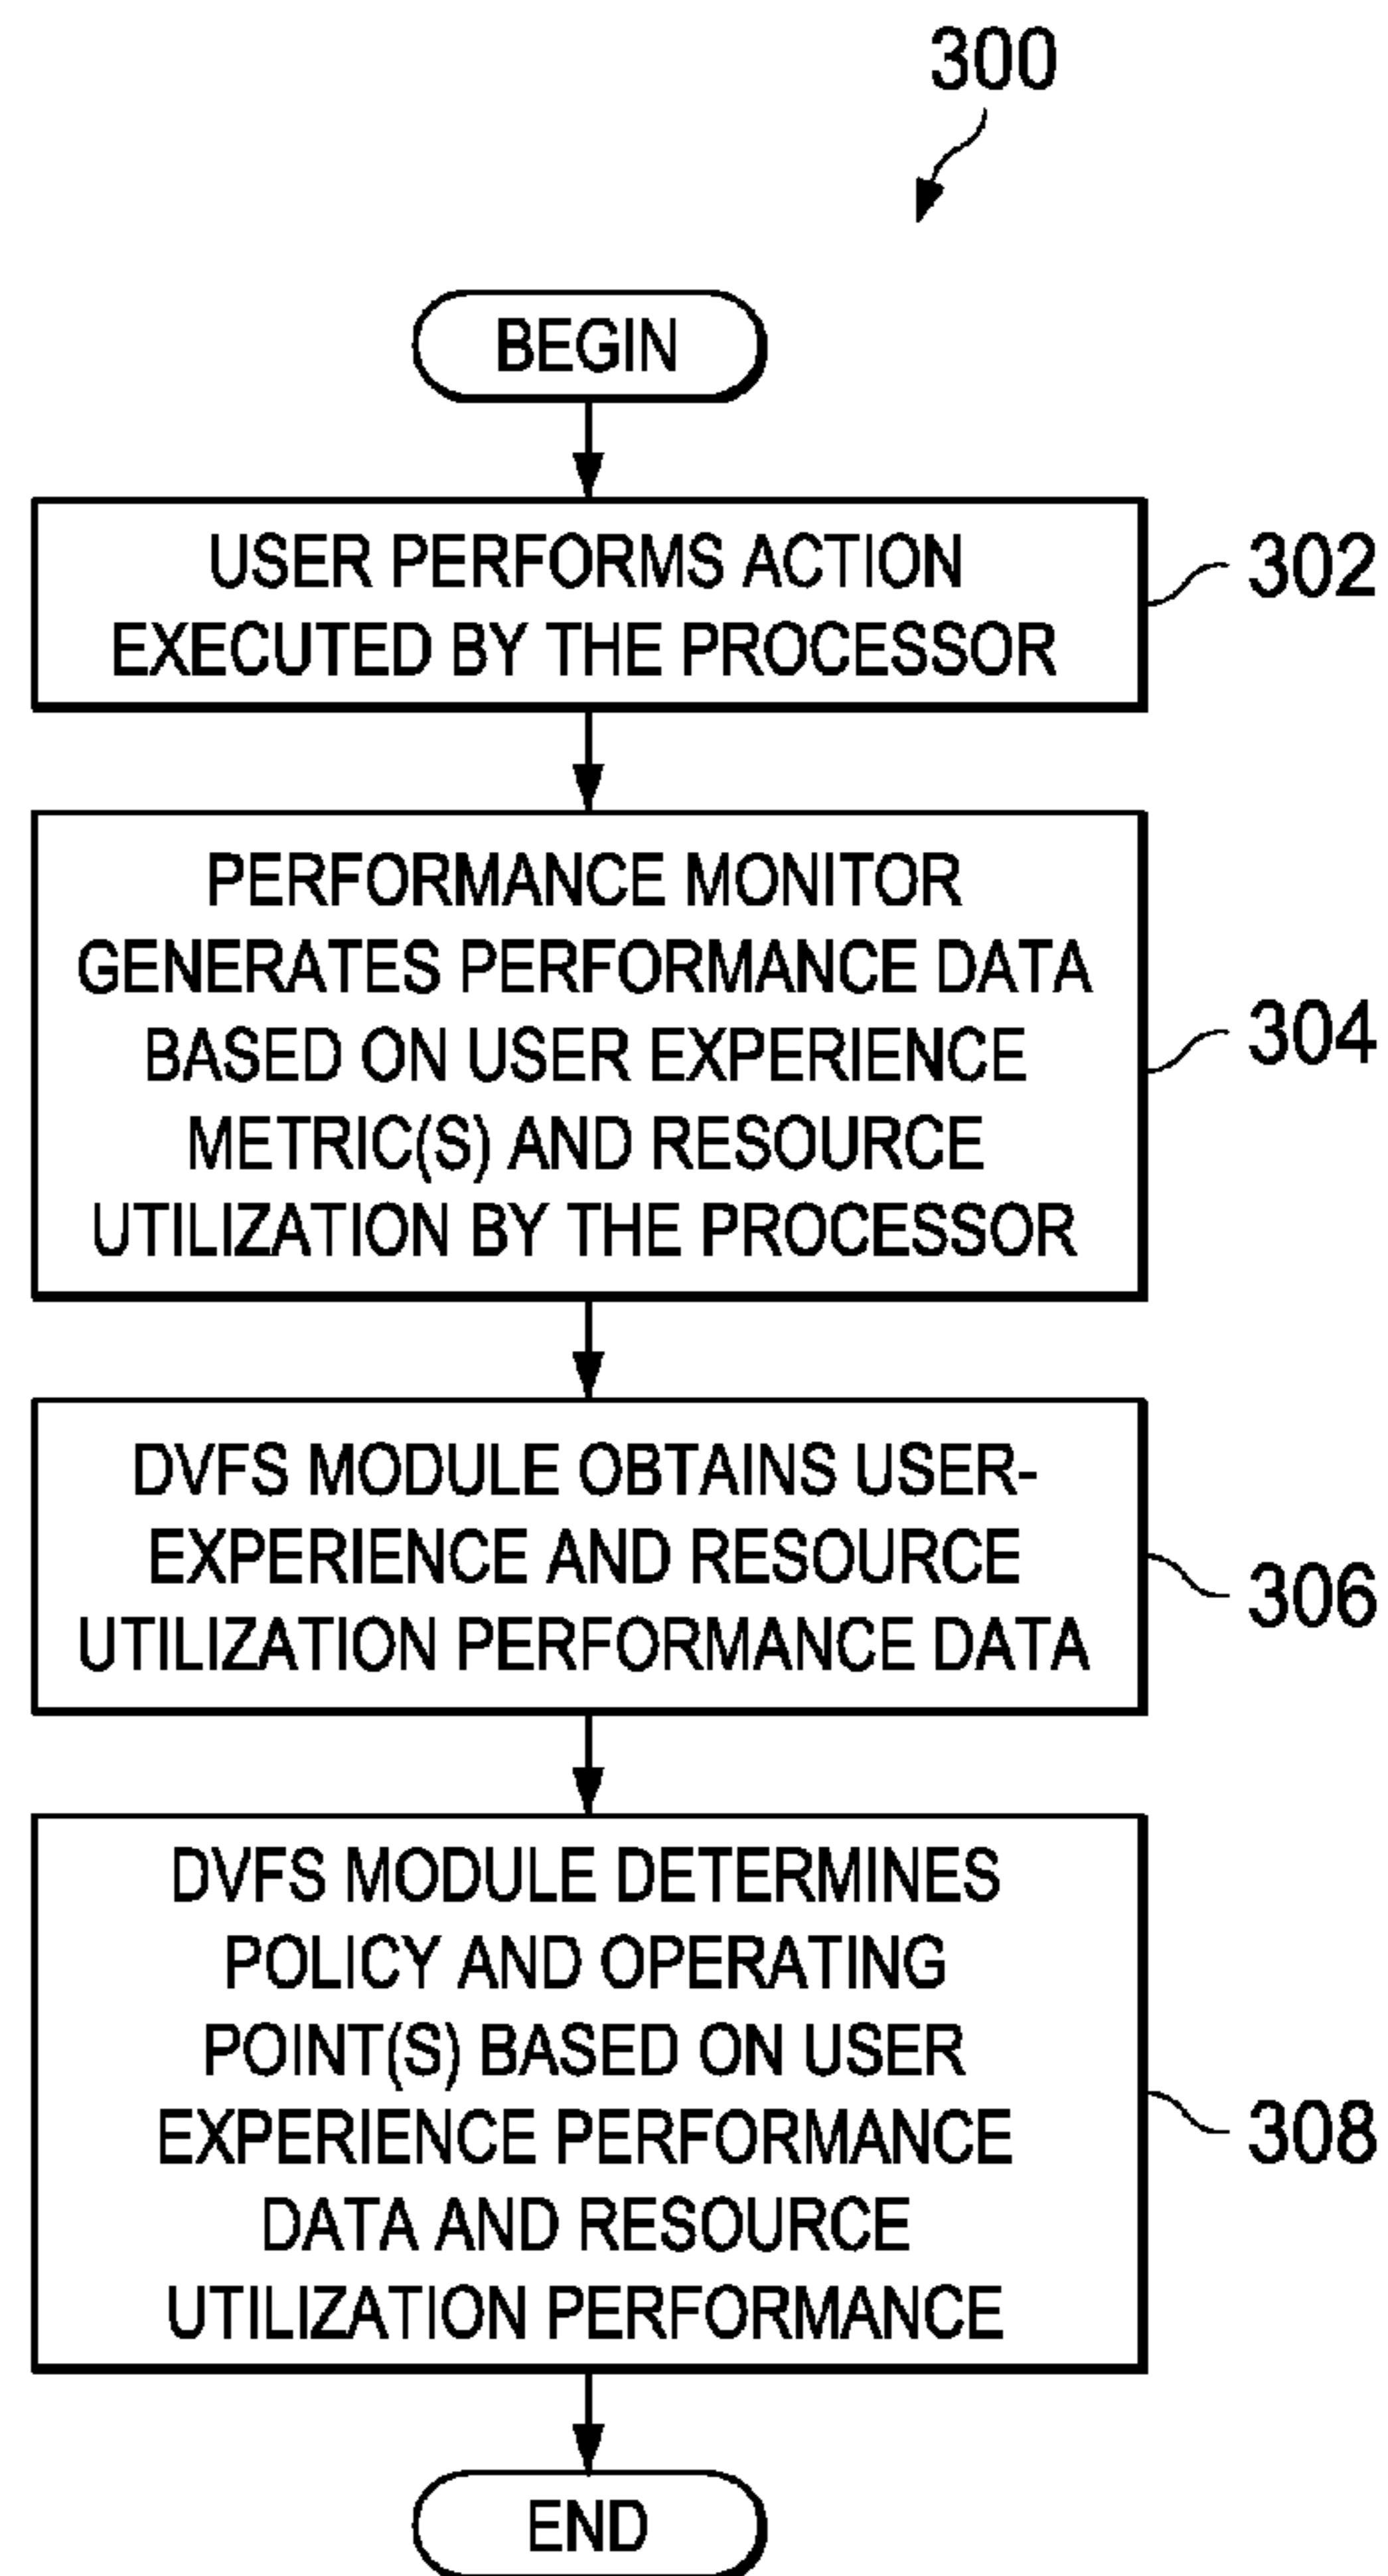 300
BEGIN
USER PERFORMS ACTION
EXECUTED BY THE PROCESSOR
302
PERFORMANCE MONITOR
GENERATES PERFORMANCE DATA
BASED ON USER EXPERIENCE
METRIC(S) AND RESOURCE
UTILIZATION BY THE PROCESSOR
304
DVFS MODULE OBTAINS USER-
EXPERIENCE AND RESOURCE
UTILIZATION PERFORMANCE DATA
306
DVFS MODULE DETERMINES
POLICY AND OPERATING
POINT(S) BASED ON USER
EXPERIENCE PERFORMANCE
DATA AND RESOURCE
UTILIZATION PERFORMANCE
308
END